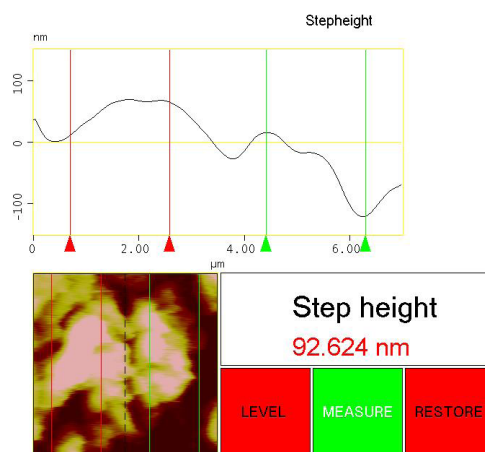 Stepheight
nm
100
0
-100
0 2.00 4.00 6.00
µm
Step height
92.624 nm
LEVEL MEASURE RESTORE